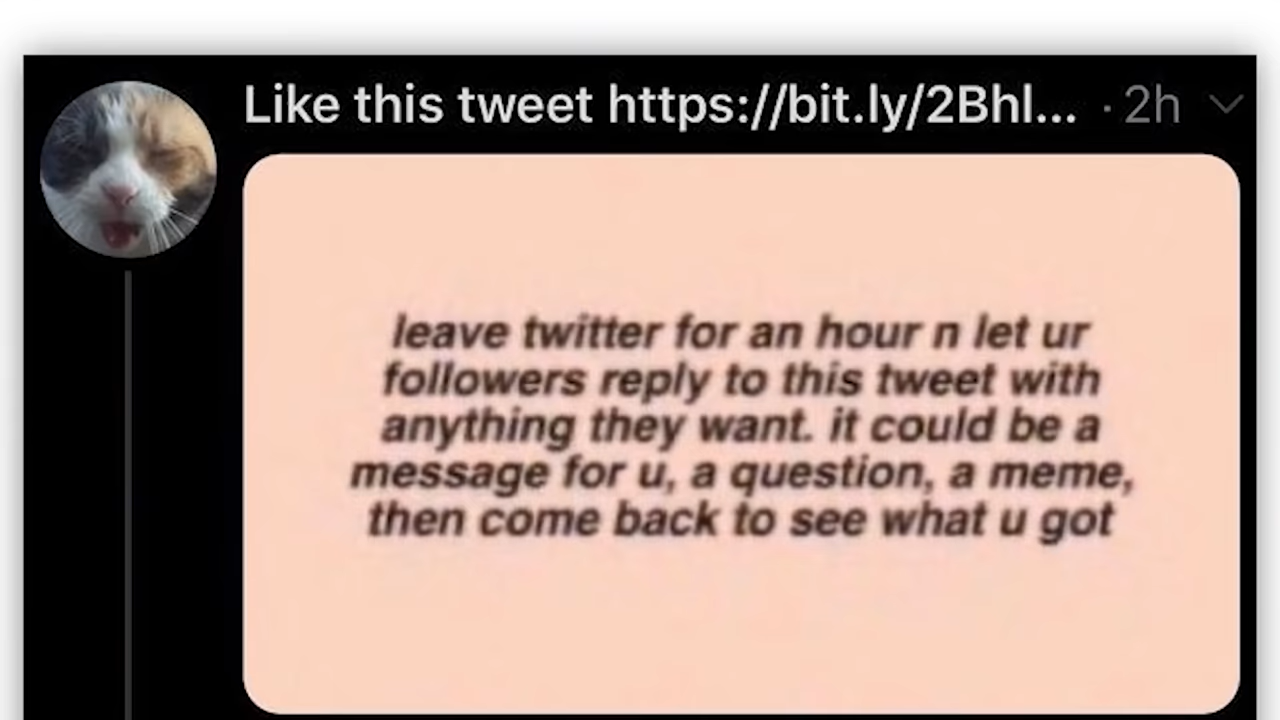 Like this tweet https://bit.ly/2Bhl... · 2h
leave twitter for an hour n let ur
followers reply to this tweet with
anything they want. it could be a
message for u, a question, a meme,
then come back to see what u got